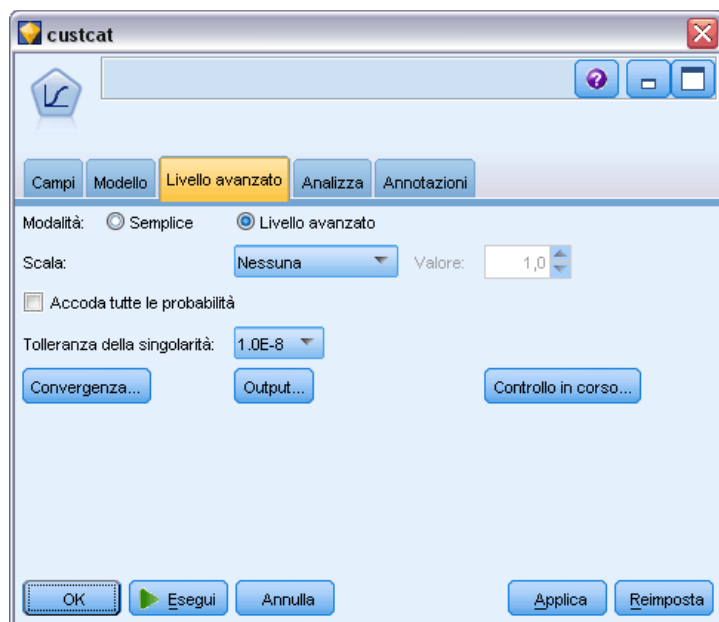 custcat
Campi Modello Livello avanzato Analizza Annotazioni
Modalità: Semplice Livello avanzato
Scala: Nessuna Valore: 1,0
Accoda tutte le probabilità
Tolleranza della singolarità: 1.0E-8
Convergenza... Output... Controllo in corso...
OK Esegui Annulla Applica Reimposta